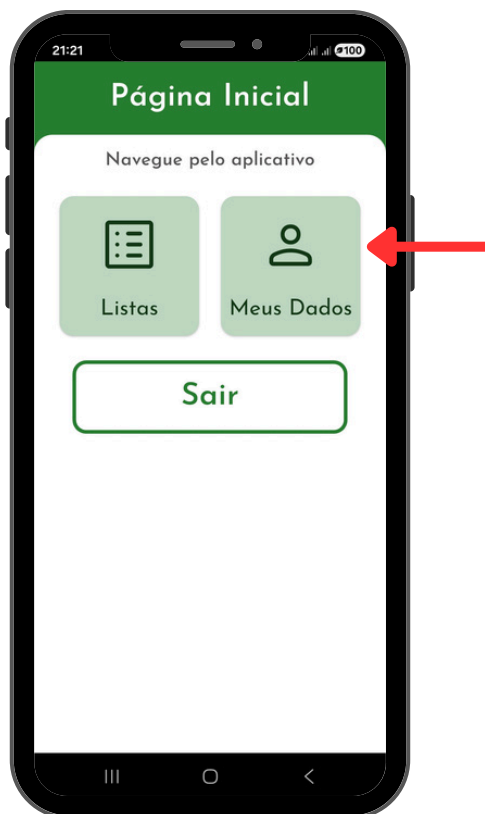 21:21
100
Página Inicial
Navegue pelo aplicativo
Listas
Meus Dados
Sair